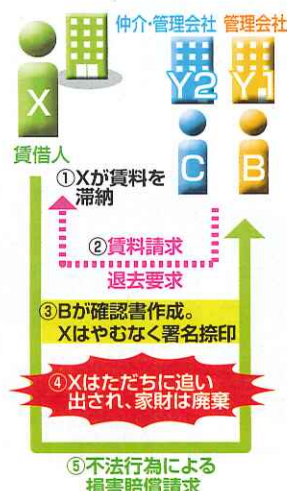 仲介・管理会社 管理会社
X
Y2
Y1
C
B
賃借人
①Xが賃料を
滞納
②賃料請求
退去要求
③Bが確認書作成。
Xはやむなく署名捺印
④Xはただちに追い
出され、家財は廃棄
⑤不法行為による
損害賠償請求